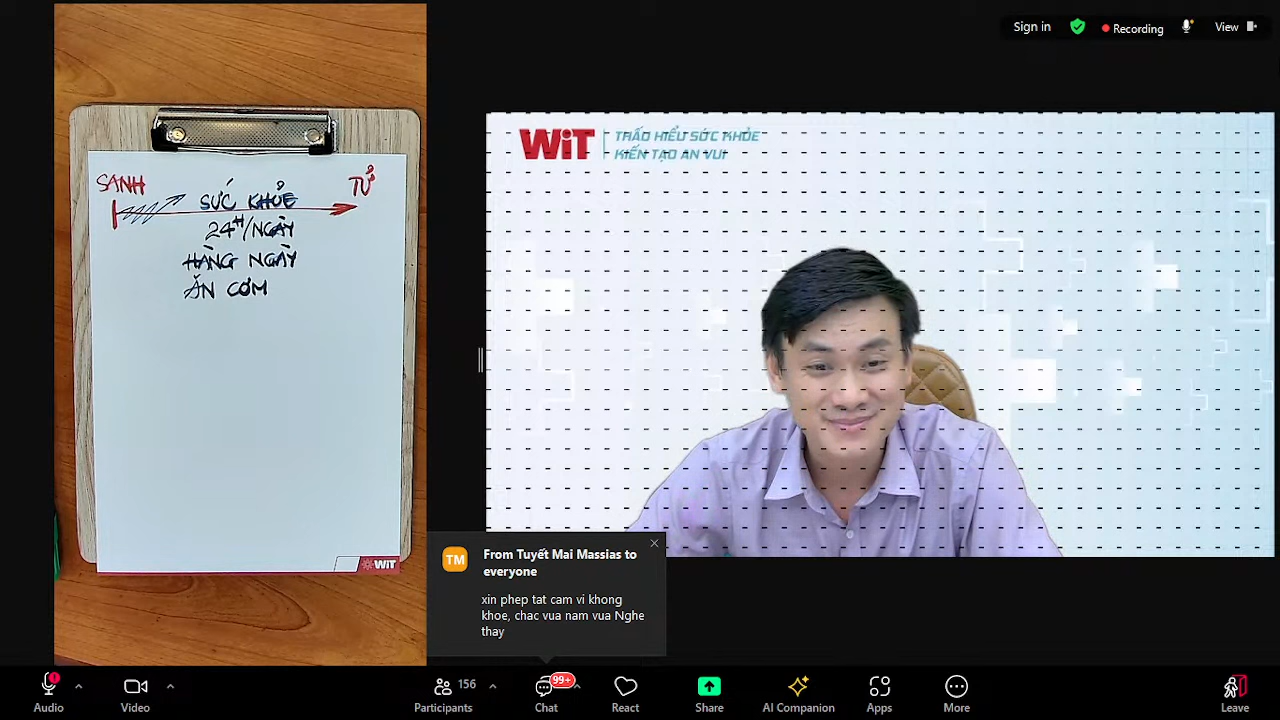 Sign in
Recording
View
SANH
TỬ
SỨC KHỎE
24H/NGÀY
HÀNG NGÀY
ĂN CƠM
WiT
WiT
THẤO HIỂU SỨC KHỎE
KIẾN TẠO AN VUI
TM
From Tuyết Mai Massias to
everyone
xin phep tat cam vi khong
khoe, chac vua nam vua Nghe
thay
Audio
Video
156
Participants
99+
Chat
React
Share
AI Companion
Apps
More
Leave